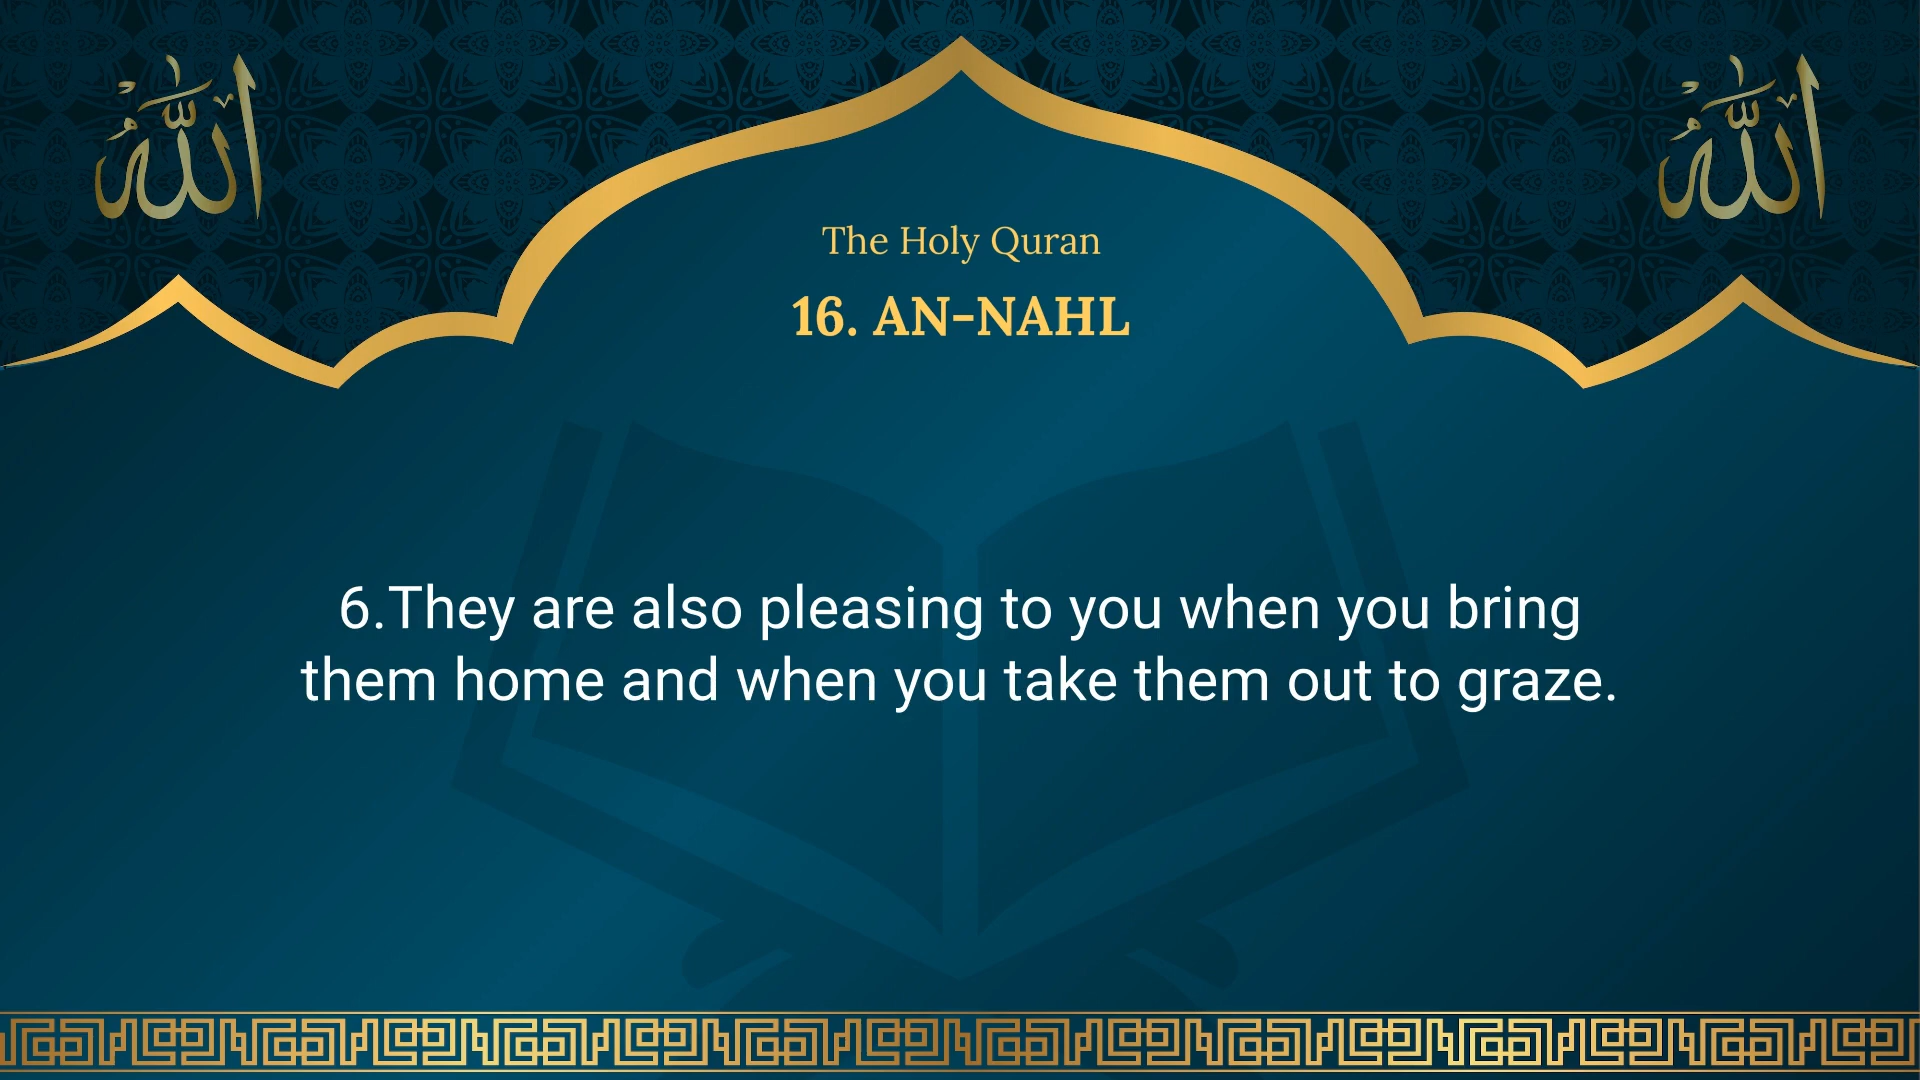 الله
الله
The Holy Quran
16. AN-NAHL
6.They are also pleasing to you when you bring
them home and when you take them out to graze.